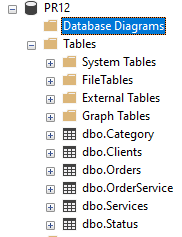 PR12
Database Diagrams
Tables
System Tables
FileTables
External Tables
Graph Tables
dbo.Category
dbo.Clients
dbo.Orders
dbo.OrderService
dbo.Services
dbo.Status